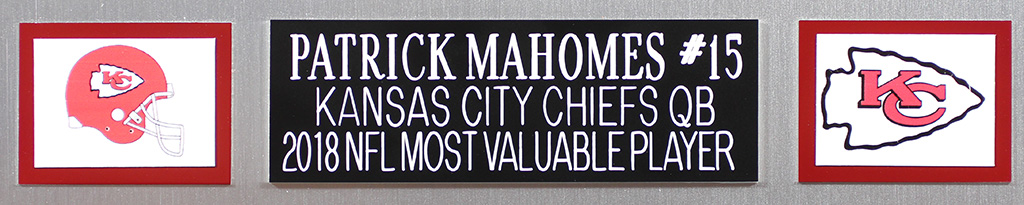 PATRICK MAHOMES #15
KANSAS CITY CHIEFS QB
2018 NFL MOST VALUABLE PLAYER
KC
KC